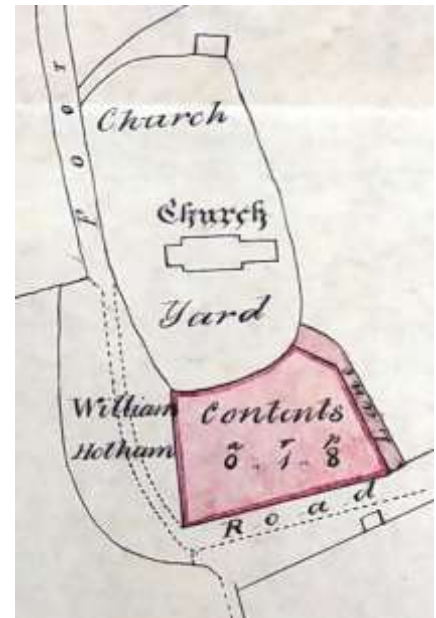 Foot
Church
Church
Yard
William
Hotham
Contents
a r p
0 . 1 . 8
Road